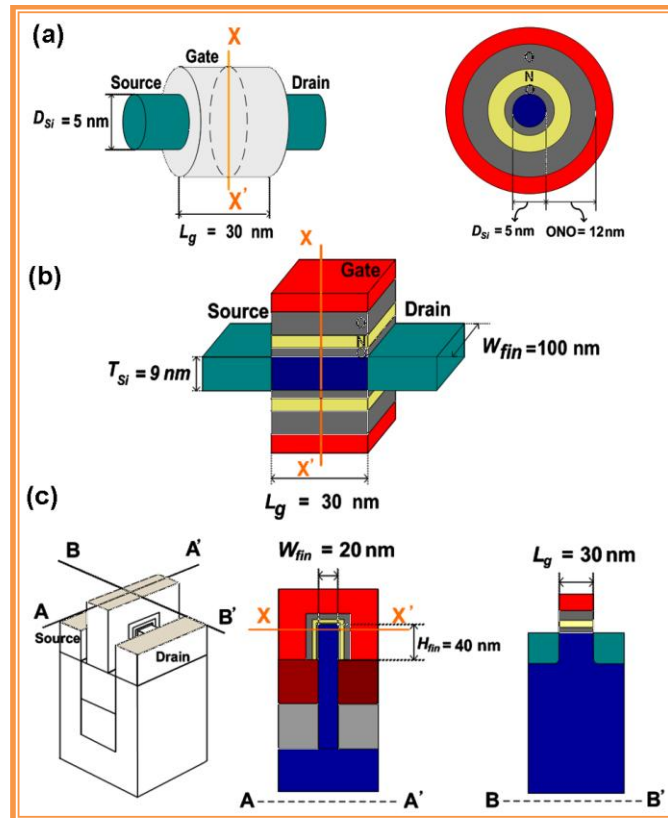 (a)
X
Gate
Source
Drain
D_Si = 5 nm
X'
L_g = 30 nm
O
N
O
D_Si = 5 nm
ONO = 12nm
(b)
X
Gate
Source
Drain
O
N
O
W_fin = 100 nm
T_Si = 9 nm
X'
L_g = 30 nm
(c)
B
A'
A
B'
Source
Drain
W_fin = 20 nm
X
X'
H_fin = 40 nm
A
A'
L_g = 30 nm
B
B'